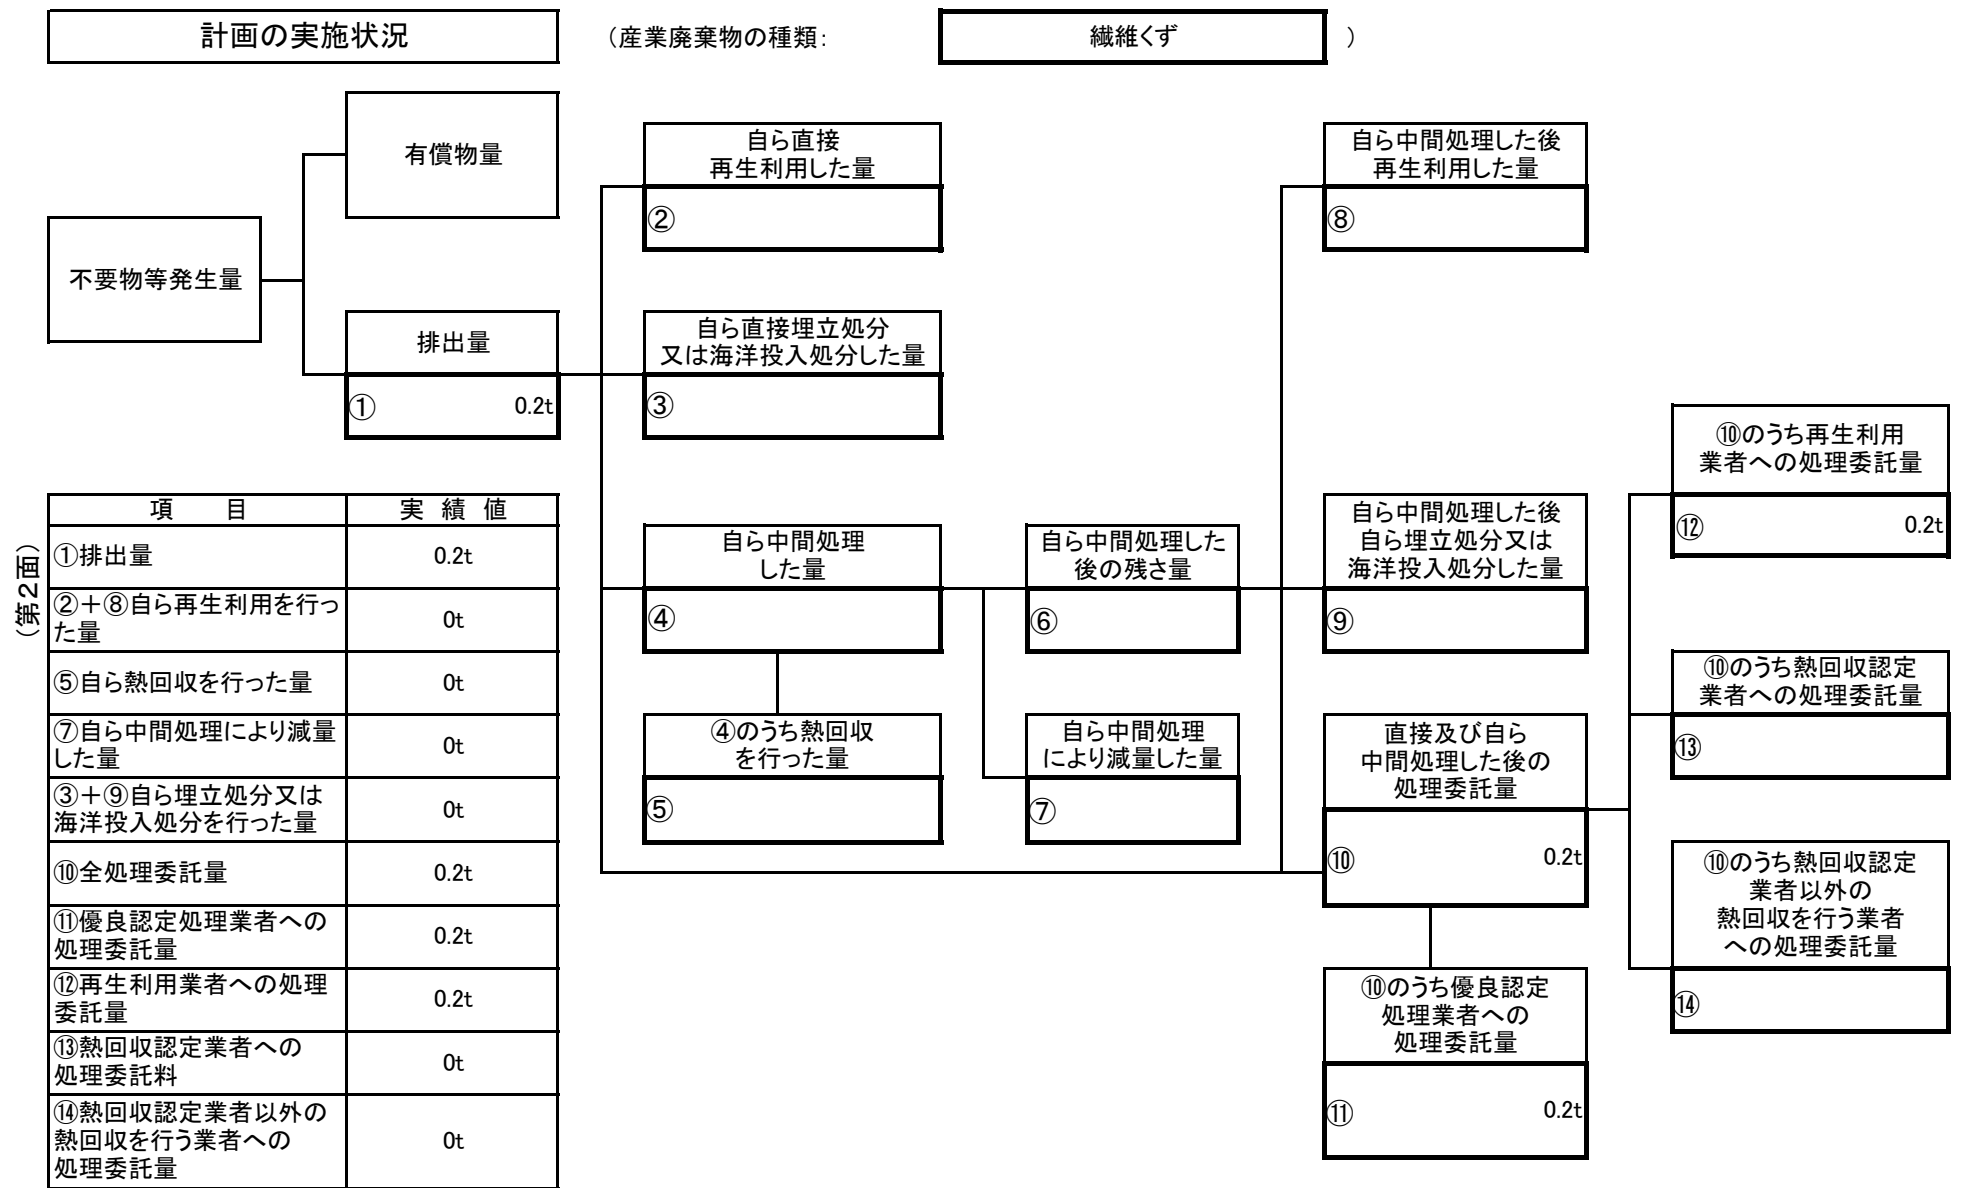 計画の実施状況
（産業廃棄物の種類:
繊維くず
）
有償物量
不要物等発生量
排出量
① 0.2t
自ら直接
再生利用した量
②
自ら直接埋立処分
又は海洋投入処分した量
③
自ら中間処理した後
再生利用した量
⑧
自ら中間処理
した量
④
④のうち熱回収
を行った量
⑤
自ら中間処理した
後の残さ量
⑥
自ら中間処理
により減量した量
⑦
自ら中間処理した後
自ら埋立処分又は
海洋投入処分した量
⑨
直接及び自ら
中間処理した後の
処理委託量
⑩ 0.2t
⑩のうち優良認定
処理業者への
処理委託量
⑪ 0.2t
⑩のうち再生利用
業者への処理委託量
⑫ 0.2t
⑩のうち熱回収認定
業者への処理委託量
⑬
⑩のうち熱回収認定
業者以外の
熱回収を行う業者
への処理委託量
⑭
（第２面）
項　目 実 績 値
①排出量 0.2t
②＋⑧自ら再生利用を行っ
た量 0t
⑤自ら熱回収を行った量 0t
⑦自ら中間処理により減量
した量 0t
③＋⑨自ら埋立処分又は
海洋投入処分を行った量 0t
⑩全処理委託量 0.2t
⑪優良認定処理業者への
処理委託量 0.2t
⑫再生利用業者への処理
委託量 0.2t
⑬熱回収認定業者への
処理委託料 0t
⑭熱回収認定業者以外の
熱回収を行う業者への 0t
処理委託量